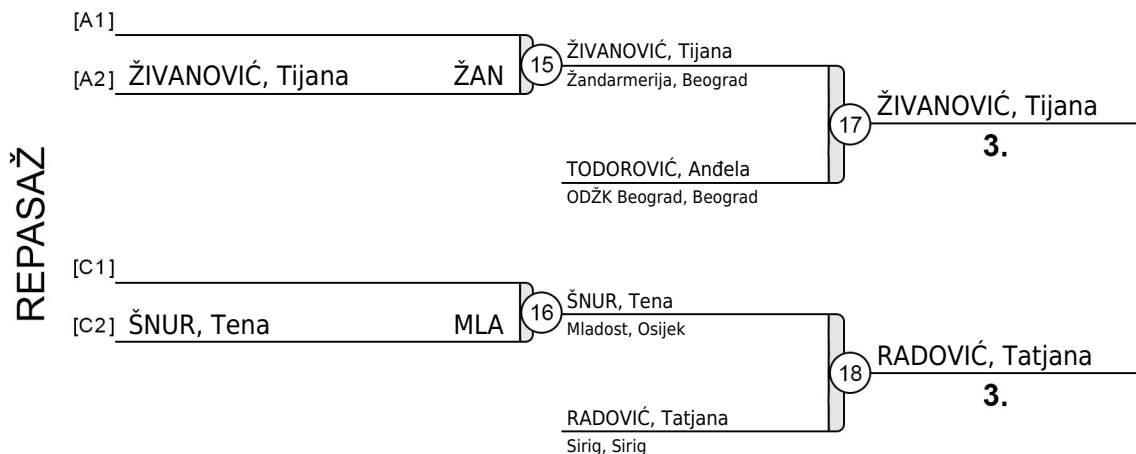 REPASAŽ
[A1]
[A2] ŽIVANOVIĆ, Tijana ŽAN
15
ŽIVANOVIĆ, Tijana
Žandarmerija, Beograd
TODOROVIĆ, Anđela
ODŽK Beograd, Beograd
17
ŽIVANOVIĆ, Tijana
3.
[C1]
[C2] ŠNUR, Tena MLA
16
ŠNUR, Tena
Mladost, Osijek
RADOVIĆ, Tatjana
Sirig, Sirig
18
RADOVIĆ, Tatjana
3.